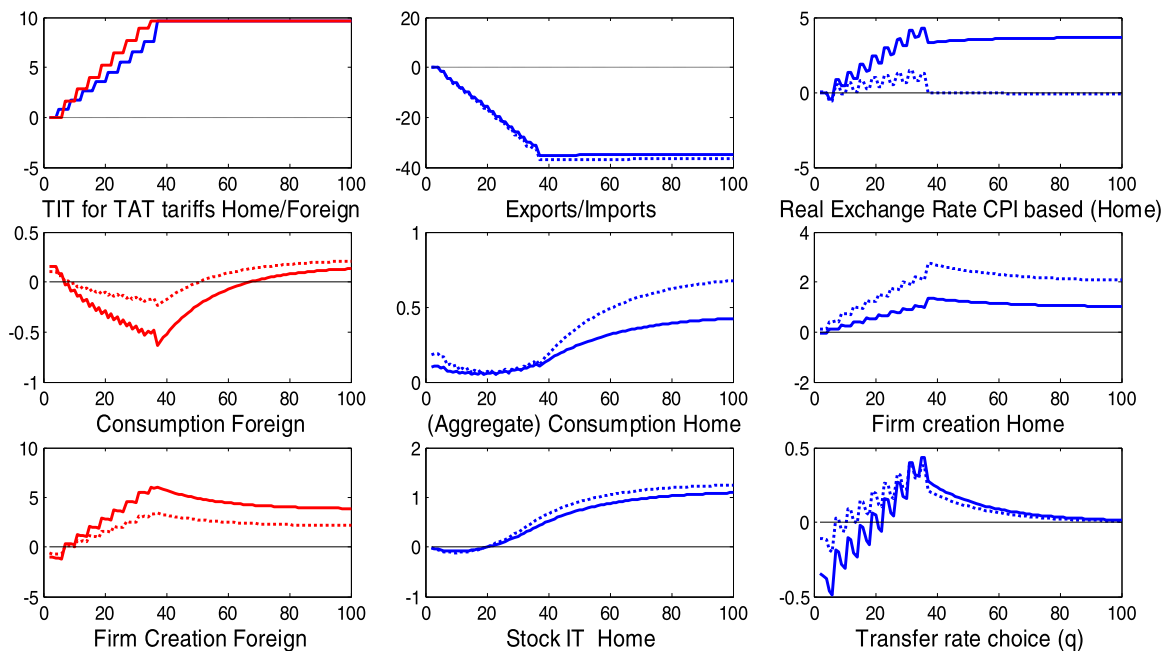 10
5
0
-5
0 20 40 60 80 100
TIT for TAT tariffs Home/Foreign
20
0
-20
-40
0 20 40 60 80 100
Exports/Imports
5
0
-5
0 20 40 60 80 100
Real Exchange Rate CPI based (Home)
0.5
0
-0.5
-1
0 20 40 60 80 100
Consumption Foreign
1
0.5
0
0 20 40 60 80 100
(Aggregate) Consumption Home
4
2
0
-2
0 20 40 60 80 100
Firm creation Home
10
5
0
-5
0 20 40 60 80 100
Firm Creation Foreign
2
1
0
-1
0 20 40 60 80 100
Stock IT Home
0.5
0
-0.5
0 20 40 60 80 100
Transfer rate choice (q)